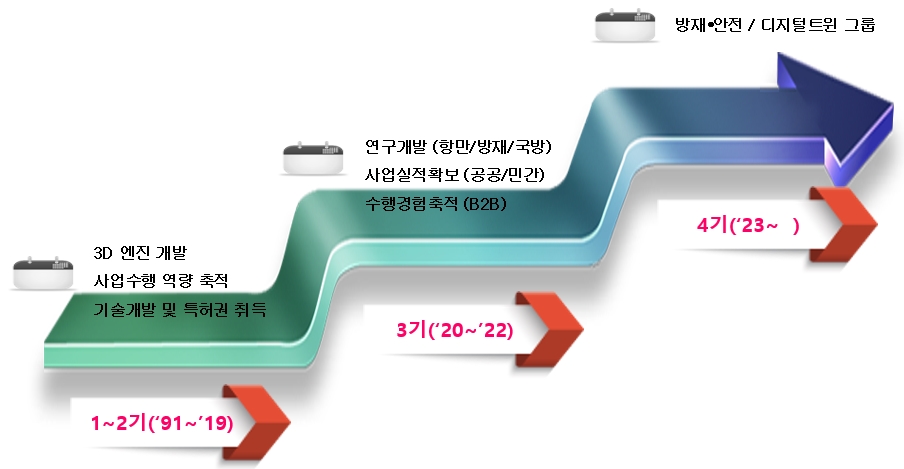 방재•안전 / 디지털트윈 그룹
연구개발 (항만/방재/국방)
사업실적확보 (공공/민간)
수행경험축적 (B2B)
4기(‘23~ )
3D 엔진 개발
사업수행 역량 축적
기술개발 및 특허권 취득
3기(‘20~‘22)
1~2기(‘91~‘19)